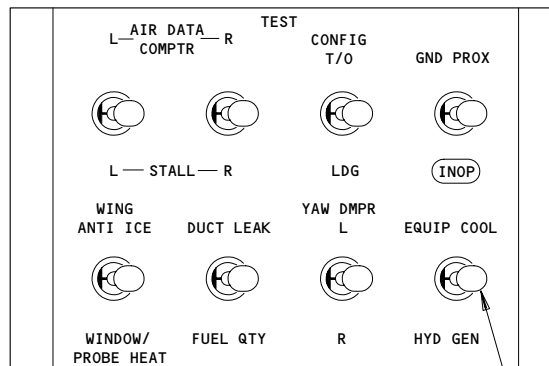 TEST
L AIR DATA R
COMPTR
CONFIG
T/O
GND PROX
L STALL R
LDG
INOP
WING
ANTI ICE
DUCT LEAK
YAW DMPR
L
EQUIP COOL
WINDOW/
PROBE HEAT
FUEL QTY
R
HYD GEN